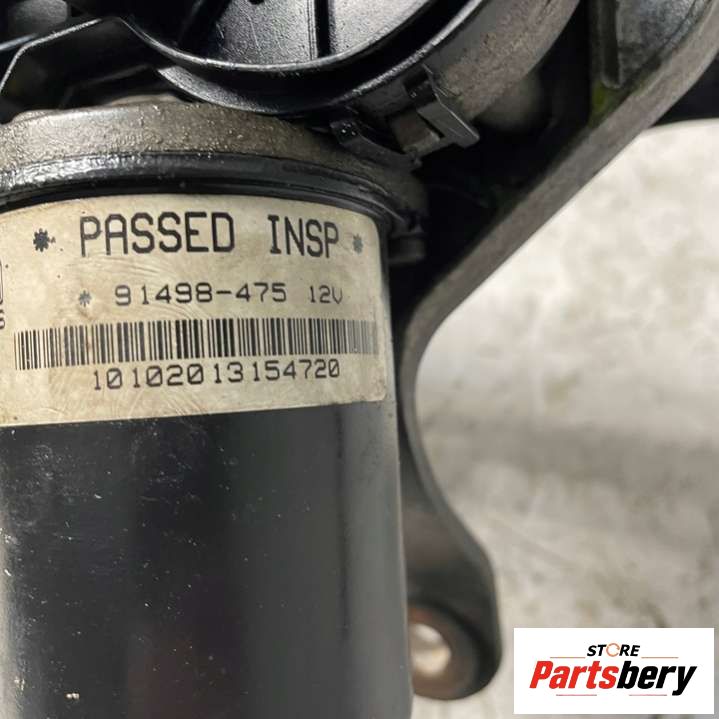 * PASSED INSP *
* 91498-475 12V
10102013154720
STORE
Partsbery